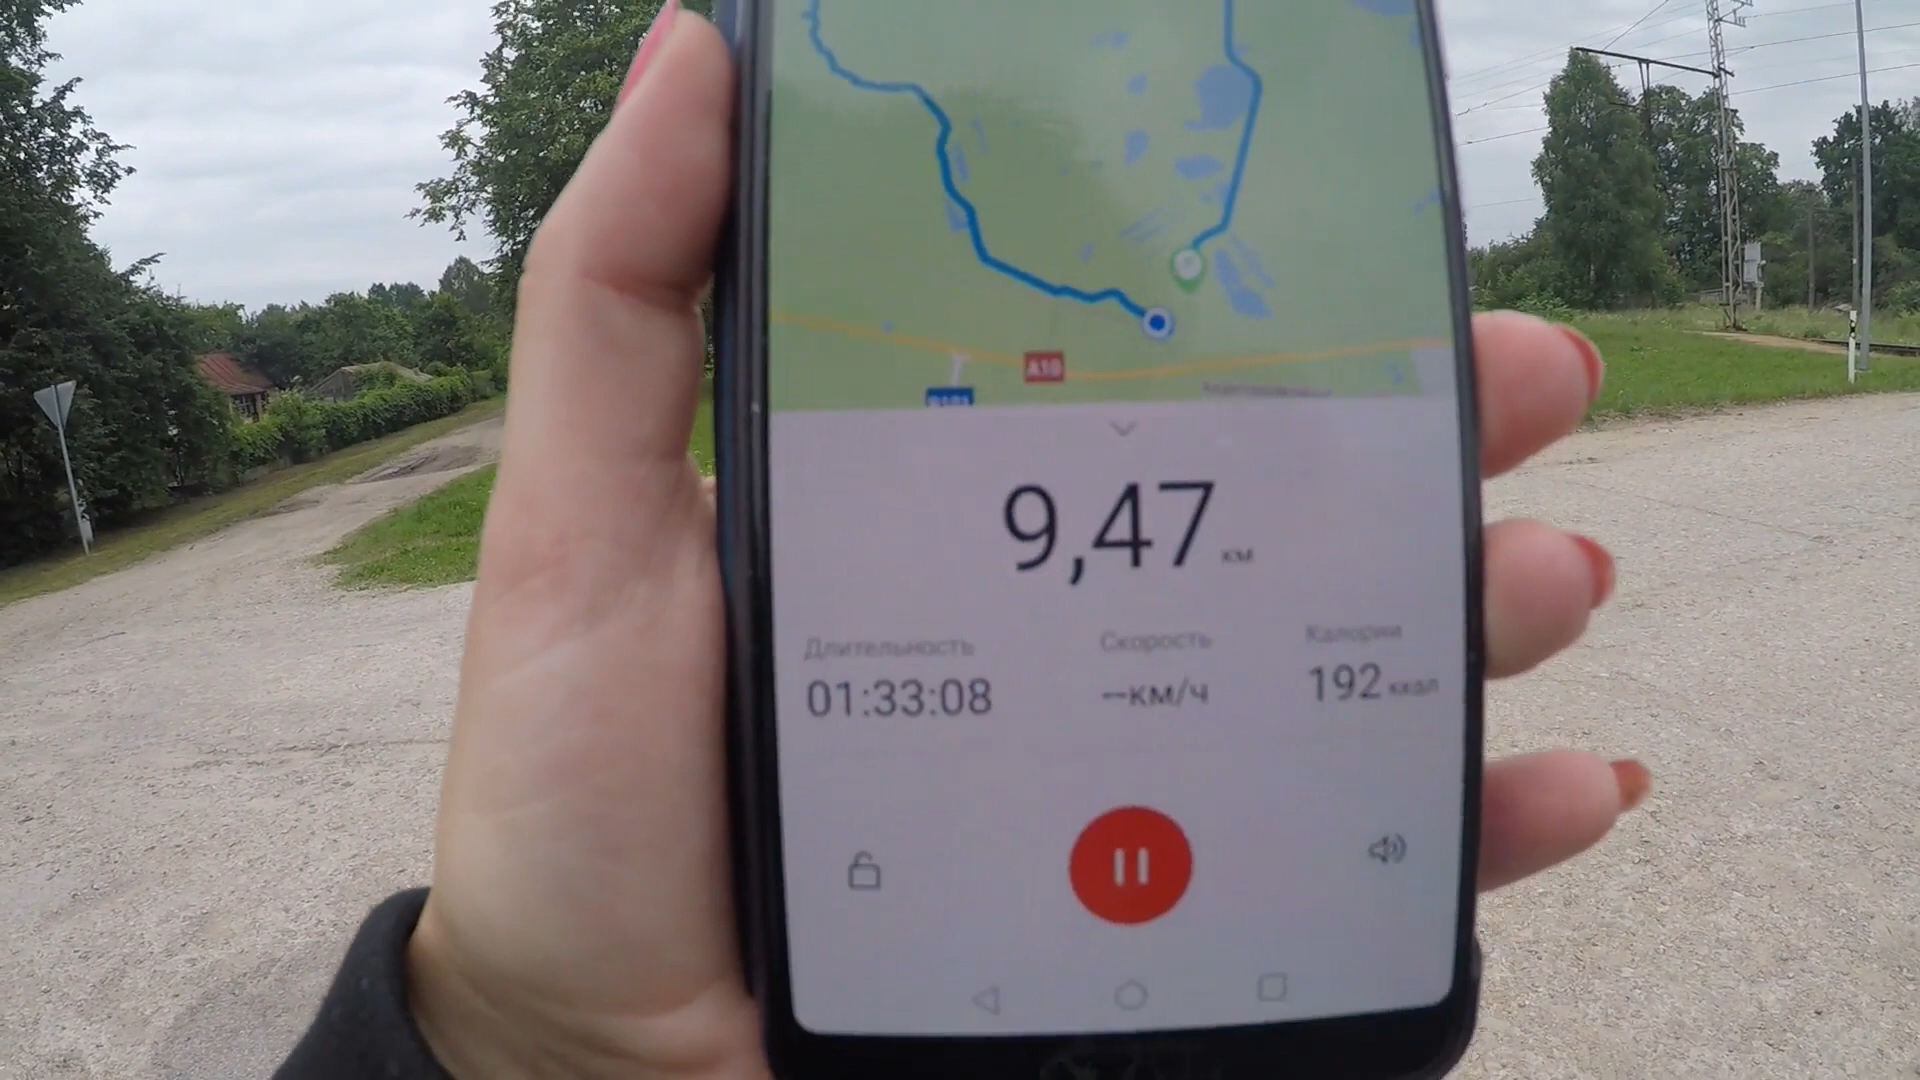 A10
9,47 км
Длительность Скорость Калории
01:33:08 --км/ч 192 ккал